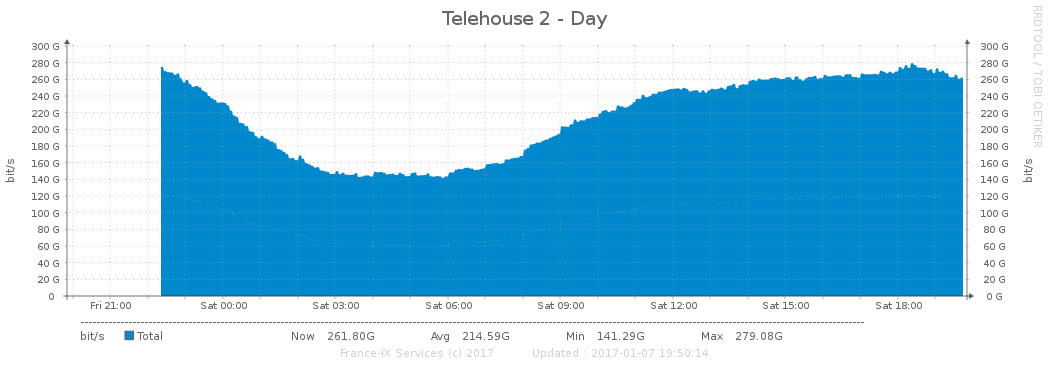 Telehouse 2 - Day
RRDTOOL / TOBI OETIKER
300 G 300 G
280 G 280 G
260 G 260 G
240 G 240 G
220 G 220 G
200 G 200 G
180 G 180 G
160 G 160 G
140 G 140 G
120 G 120 G
100 G 100 G
80 G 80 G
60 G 60 G
40 G 40 G
20 G 20 G
0 0 G
bit/s bit/s
Fri 21:00 Sat 00:00 Sat 03:00 Sat 06:00 Sat 09:00 Sat 12:00 Sat 15:00 Sat 18:00
bit/s Total Now 261.80G Avg 214.59G Min 141.29G Max 279.08G
France-IX Services (c) 2017 Updated : 2017-01-07 19:50:14